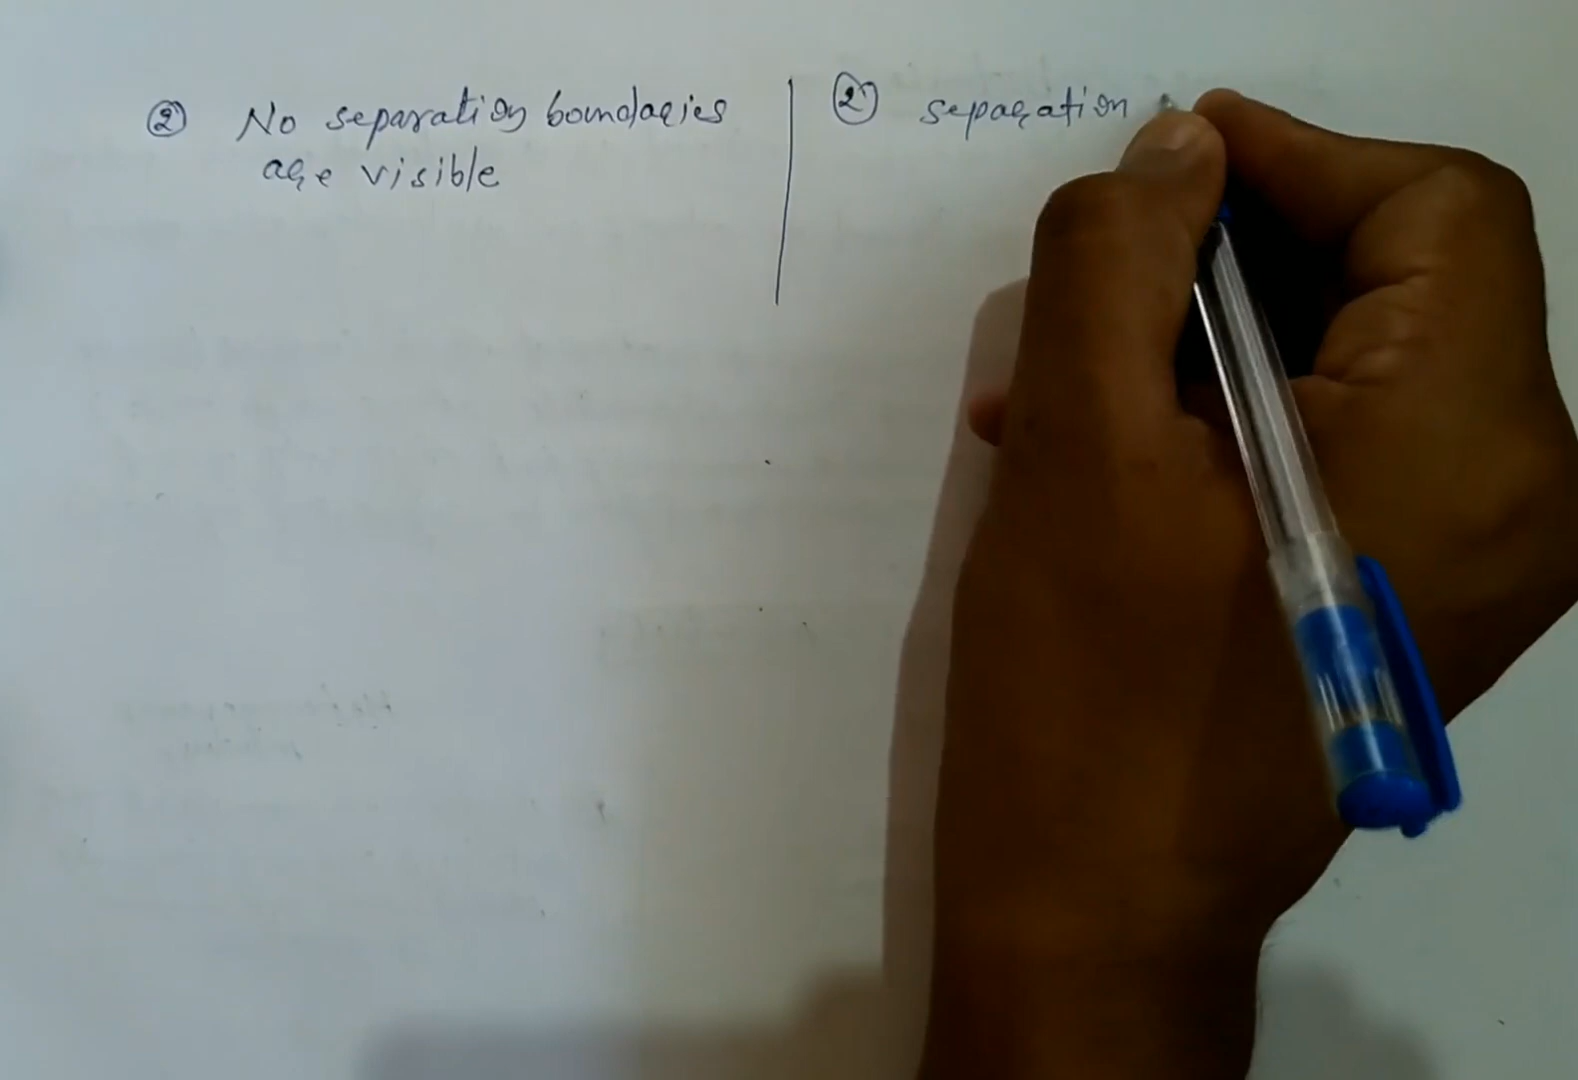 ② No separation boundaries
are visible
② separation